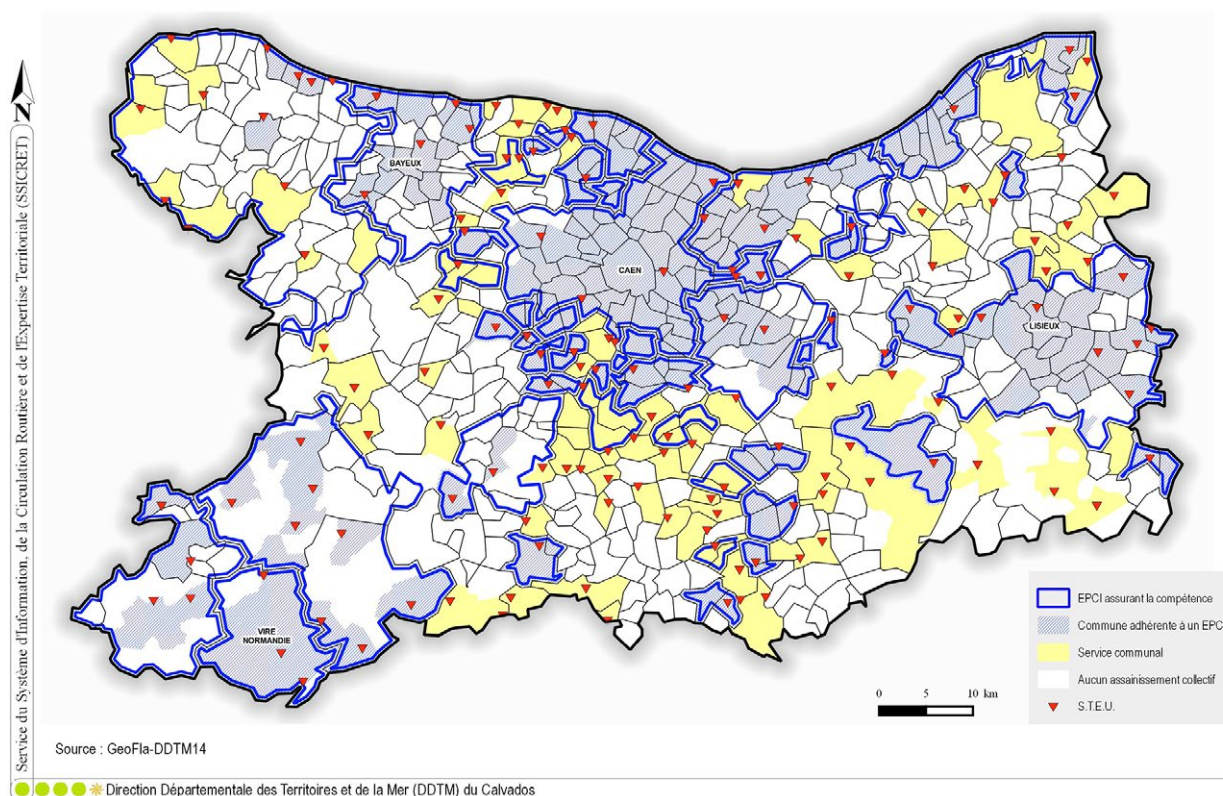 Service du Système d'Information, de la Circulation Routière et de l'Expertise Territoriale (SSICRET)
N
BAYEUX
CAEN
LISIEUX
VIRE
NORMANDIE
EPCI assurant la compétence
Commune adhérente à un EPC
Service communal
Aucun assainissement collectif
S.T.E.U.
0 5 10 km
Source : GeoFla-DDTM14
Direction Départementale des Territoires et de la Mer (DDTM) du Calvados